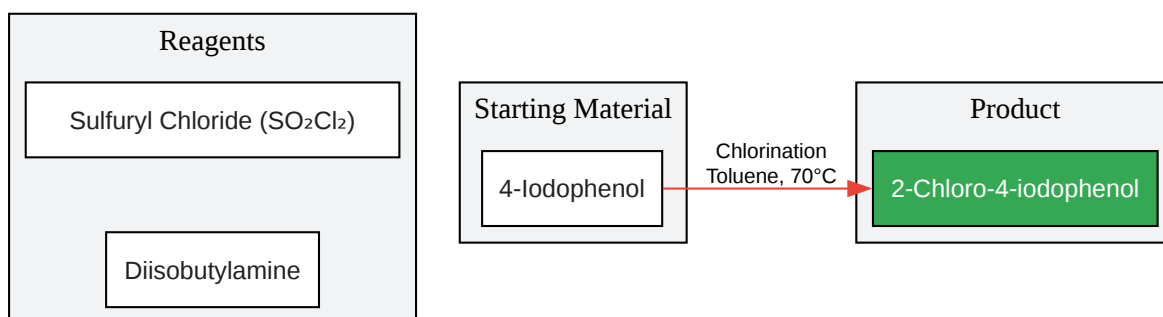 Reagents
Sulfuryl Chloride (SO₂Cl₂)
Diisobutylamine
Starting Material
4-Iodophenol
Chlorination
Toluene, 70°C
Product
2-Chloro-4-iodophenol